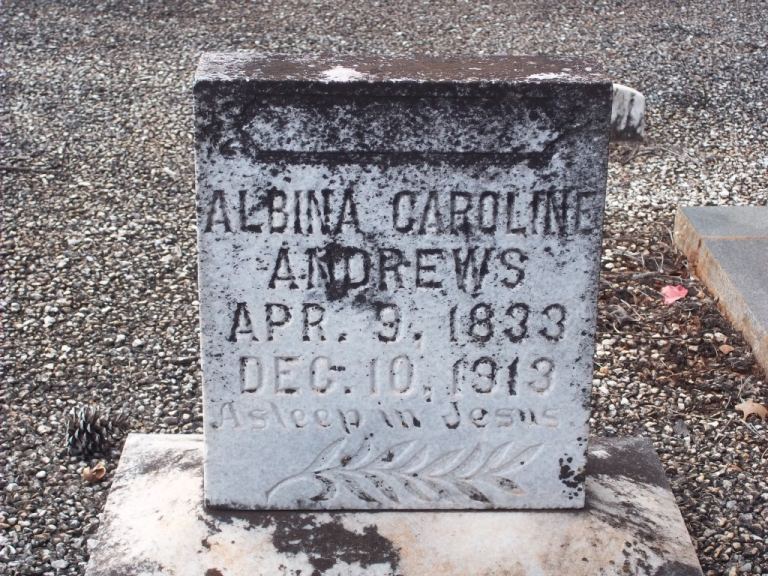 ALBINA CAROLINE
ANDREWS
APR. 9, 1833
DEC. 10, 1913
Asleep in Jesus